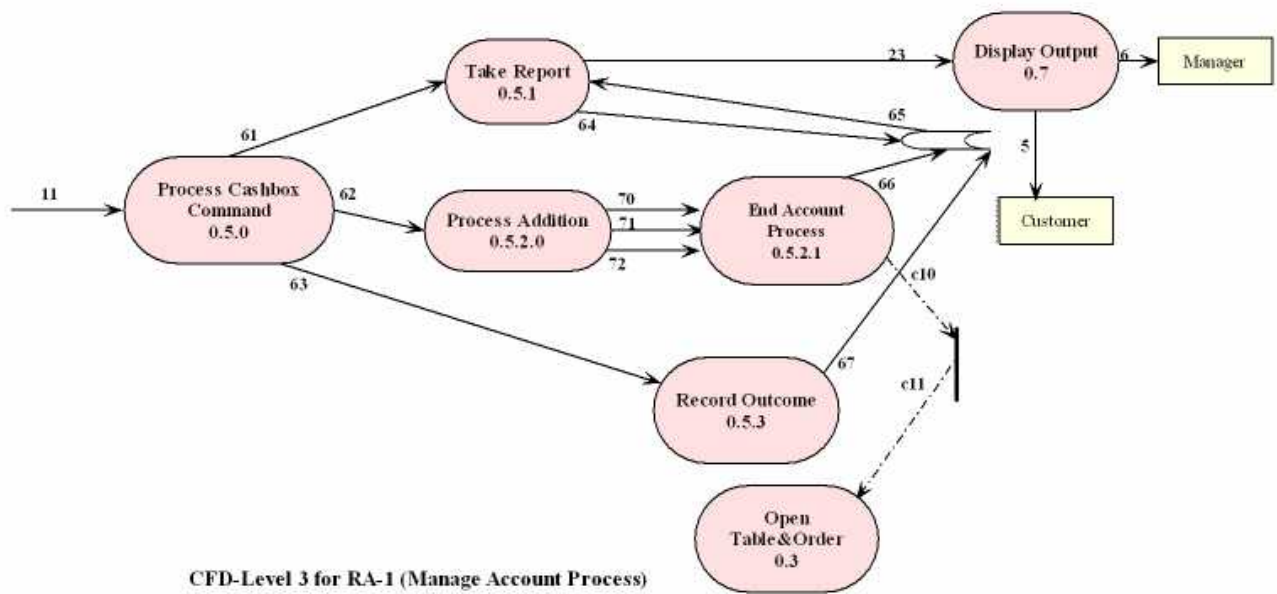 23
Display Output
0.7
6
Manager
Take Report
0.5.1
65
64
61
5
11
Process Cashbox
Command
0.5.0
62
Process Addition
0.5.2.0
70
71
72
End Account
Process
0.5.2.1
66
Customer
c10
63
67
c11
Record Outcome
0.5.3
Open
Table&Order
0.3
CFD-Level 3 for RA-1 (Manage Account Process)